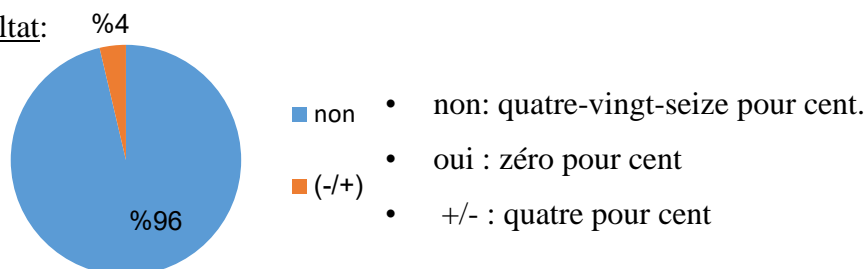 ltat:
%4
%96
non
(-/+)
• non: quatre-vingt-seize pour cent.
• oui : zéro pour cent
• +/- : quatre pour cent